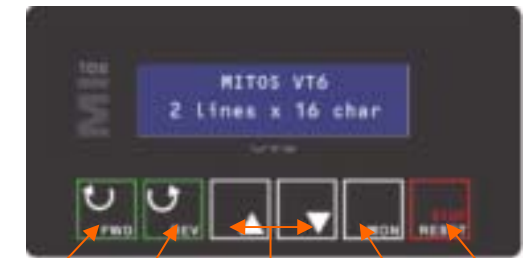 MITOS VT6
2 lines x 16 char
FWD
REV
MON
STOP
RESET